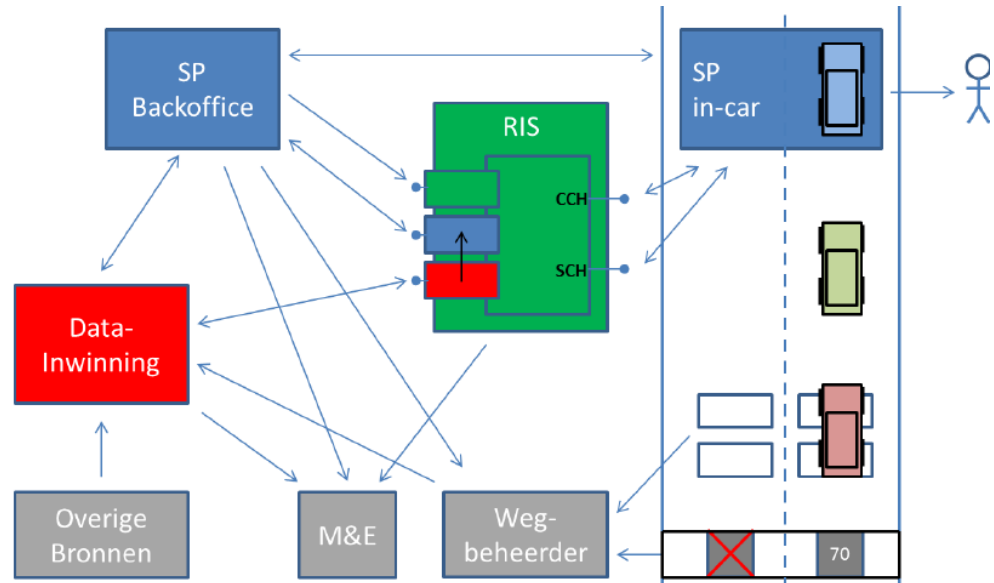 SP
Backoffice
RIS
SP
in-car
CCH
SCH
Data-
Inwinning
Overige
Bronnen
M&E
Weg-
beheerder
70